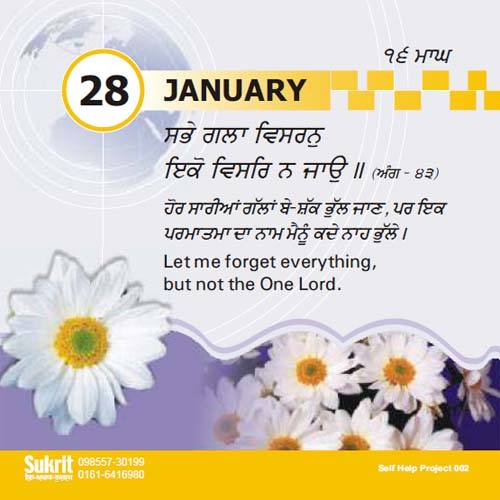 ੧੬ ਮਾਘ
28 JANUARY
ਸਭੇ ਗਲਾ ਵਿਸਰਨੁ
ਇਕੋ ਵਿਸਰਿ ਨ ਜਾਉ ॥ (ਅੰਗ - ੪੩)
ਹੋਰ ਸਾਰੀਆਂ ਗੱਲਾਂ ਬੇ-ਸ਼ੱਕ ਭੁੱਲ ਜਾਣ, ਪਰ ਇਕ
ਪਰਮਾਤਮਾ ਦਾ ਨਾਮ ਮੈਨੂੰ ਕਦੇ ਨਾਹ ਭੁੱਲੇ।
Let me forget everything,
but not the One Lord.
Sukrit 098557-30199
0161-6416980
Self Help Project 002